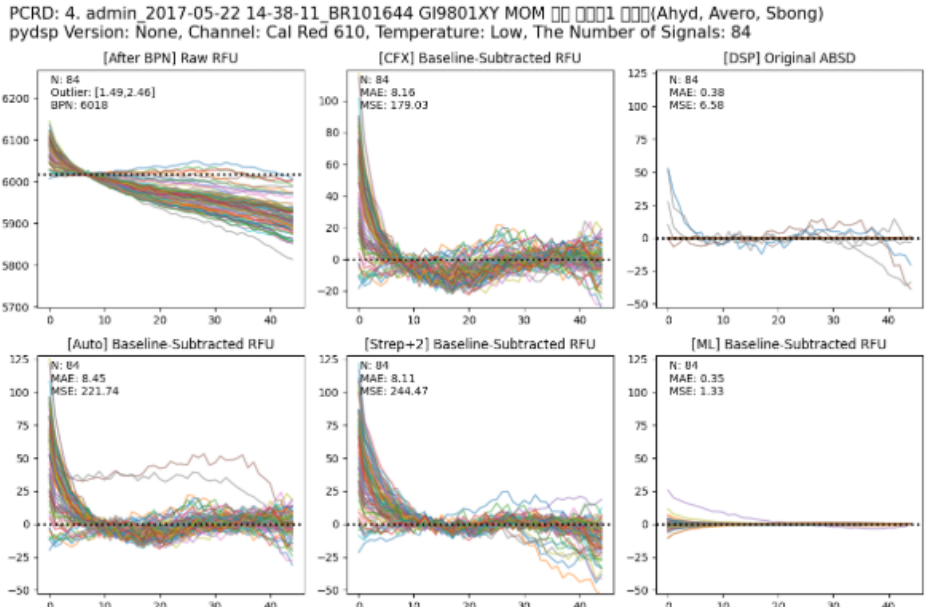 PCRD: 4. admin_2017-05-22 14-38-11_BR101644 GI9801XY MOM □□ □□□1 □□□(Ahyd, Avero, Sbong)
pydsp Version: None, Channel: Cal Red 610, Temperature: Low, The Number of Signals: 84
[After BPN] Raw RFU
N: 84
Outlier: [1.49,2.46]
BPN: 6018
6200
6100
6000
5900
5800
5700
0 10 20 30 40
[CFX] Baseline-Subtracted RFU
N: 84
MAE: 8.16
MSE: 179.03
100
80
60
40
20
0
−20
0 10 20 30 40
[DSP] Original ABSD
N: 84
MAE: 0.38
MSE: 6.58
125
100
75
50
25
0
−25
−50
0 10 20 30 40
[Auto] Baseline-Subtracted RFU
N: 84
MAE: 8.45
MSE: 221.74
125
100
75
50
25
0
−25
−50
0 10 20 30 40
[Strep+2] Baseline-Subtracted RFU
N: 84
MAE: 8.11
MSE: 244.47
125
100
75
50
25
0
−25
−50
0 10 20 30 40
[ML] Baseline-Subtracted RFU
N: 84
MAE: 0.35
MSE: 1.33
125
100
75
50
25
0
−25
−50
0 10 20 30 40